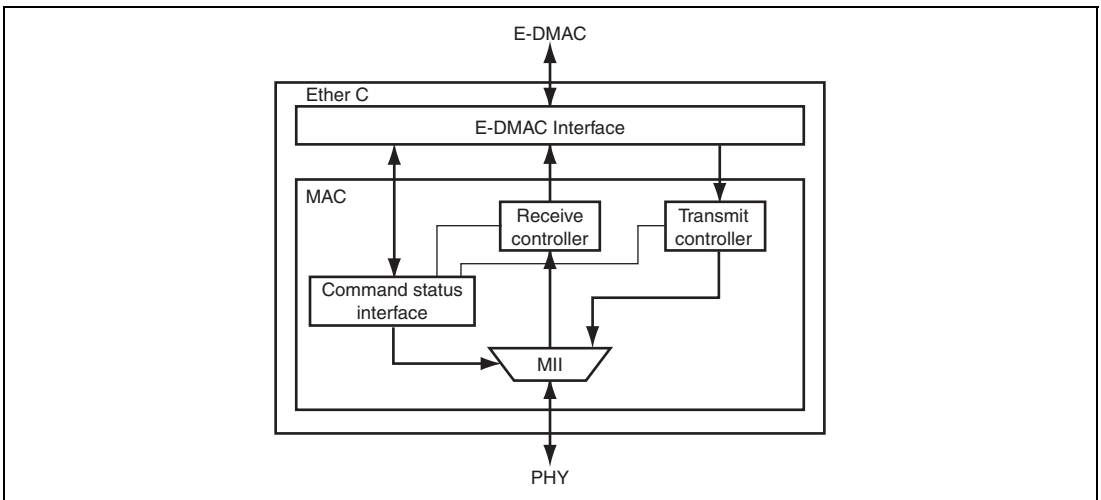 E-DMAC
Ether C
E-DMAC Interface
MAC
Receive
controller
Transmit
controller
Command status
interface
MII
PHY